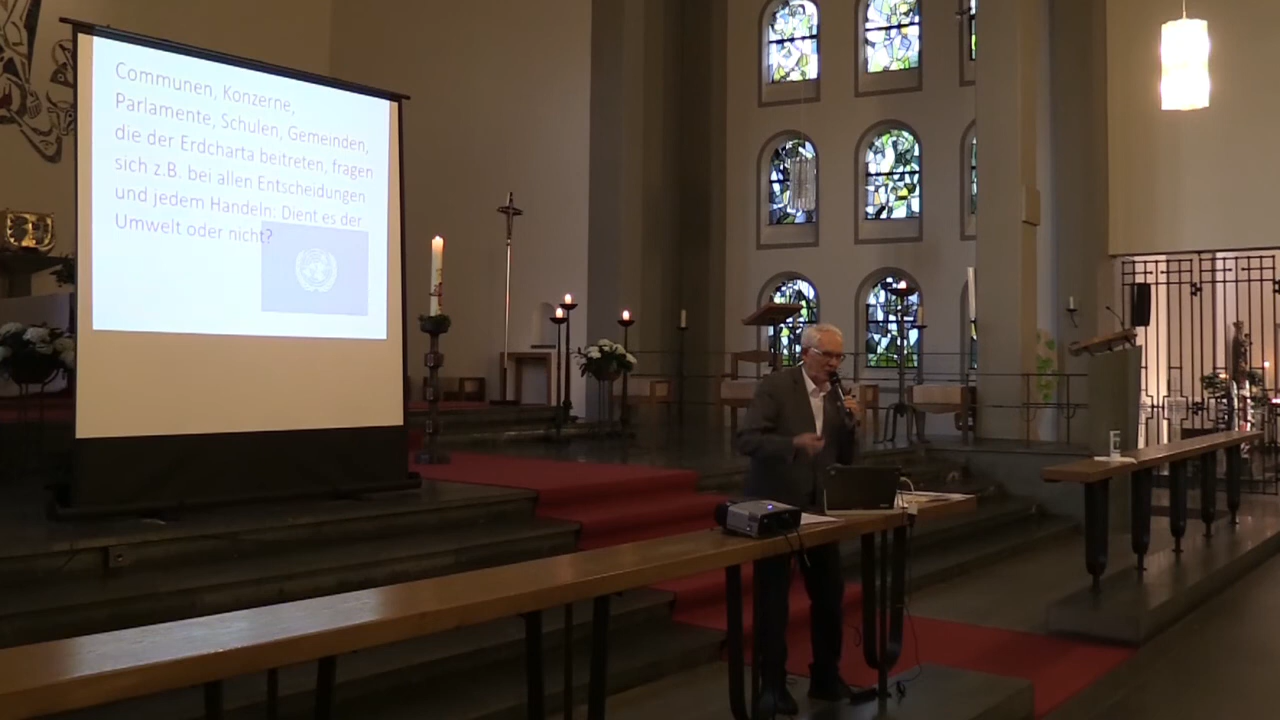 Communen, Konzerne,
Parlamente, Schulen, Gemeinden,
die der Erdcharta beitreten, fragen
sich z.B. bei allen Entscheidungen
und jedem Handeln: Dient es der
Umwelt oder nicht?